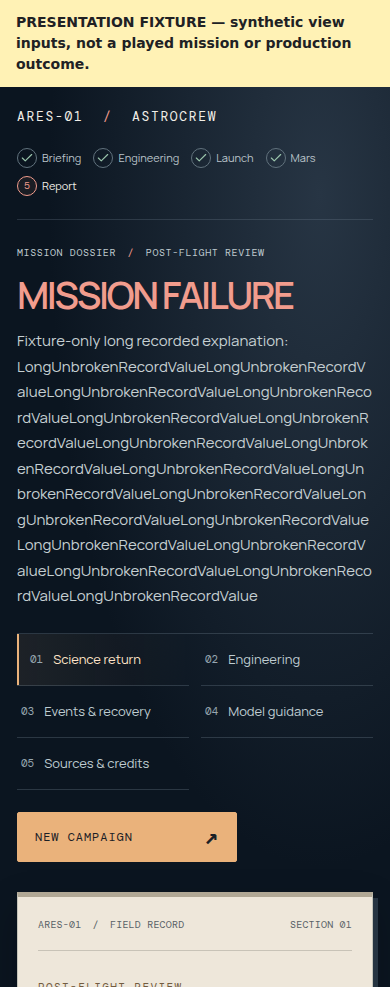 PRESENTATION FIXTURE — synthetic view
inputs, not a played mission or production
outcome.
ARES-01 / ASTROCREW
Briefing Engineering Launch Mars
5 Report
MISSION DOSSIER / POST-FLIGHT REVIEW
MISSION FAILURE
Fixture-only long recorded explanation:
LongUnbrokenRecordValueLongUnbrokenRecordV
alueLongUnbrokenRecordValueLongUnbrokenReco
rdValueLongUnbrokenRecordValueLongUnbrokenR
ecordValueLongUnbrokenRecordValueLongUnbrok
enRecordValueLongUnbrokenRecordValueLongUn
brokenRecordValueLongUnbrokenRecordValueLon
gUnbrokenRecordValueLongUnbrokenRecordValue
LongUnbrokenRecordValueLongUnbrokenRecordV
alueLongUnbrokenRecordValueLongUnbrokenReco
rdValueLongUnbrokenRecordValue
01 Science return 02 Engineering
03 Events & recovery 04 Model guidance
05 Sources & credits
NEW CAMPAIGN ↗
ARES-01 / FIELD RECORD SECTION 01
POST-FLIGHT REVIEW